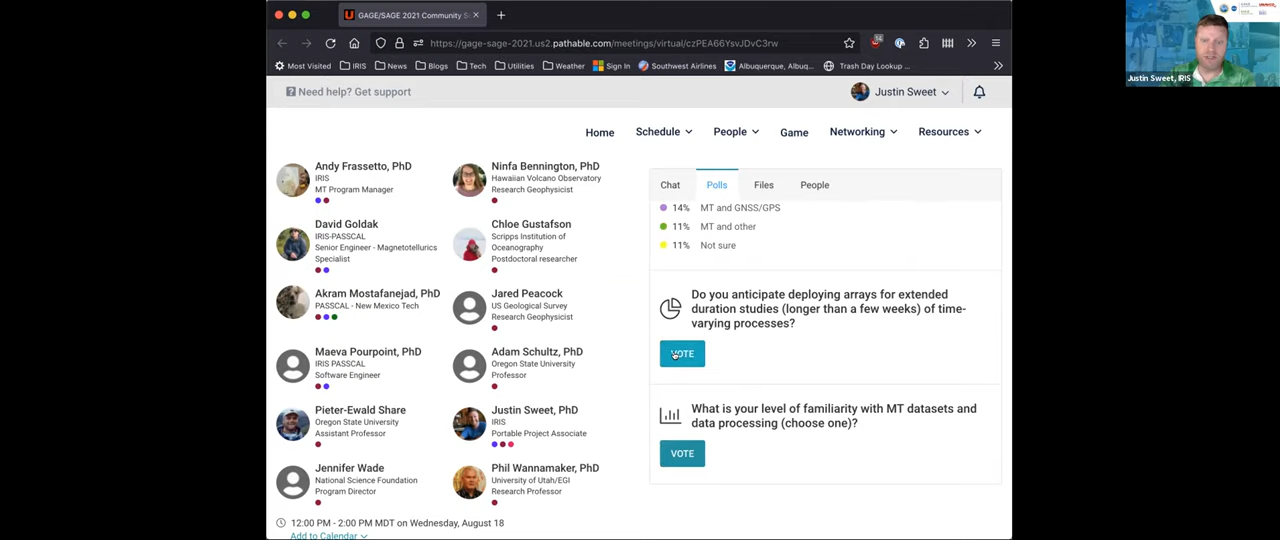 GAGE/SAGE 2021 Community S
https://gage-sage-2021.us2.pathable.com/meetings/virtual/czPEA66YsvJDvC3rw
14
Most Visited
IRIS
News
Blogs
Tech
Utilities
Weather
Sign In
Southwest Airlines
Albuquerque, Albuq...
Trash Day Lookup ...
Justin Sweet, IRIS
Need help? Get support
Justin Sweet
Home
Schedule
People
Game
Networking
Resources
Andy Frassetto, PhD
IRIS
MT Program Manager
Ninfa Bennington, PhD
Hawaiian Volcano Observatory
Research Geophysicist
David Goldak
IRIS-PASSCAL
Senior Engineer - Magnetotellurics
Specialist
Chloe Gustafson
Scripps Institution of
Oceanography
Postdoctoral researcher
Akram Mostafanejad, PhD
PASSCAL - New Mexico Tech
Jared Peacock
US Geological Survey
Research Geophysicist
Maeva Pourpoint, PhD
IRIS PASSCAL
Software Engineer
Adam Schultz, PhD
Oregon State University
Professor
Pieter-Ewald Share
Oregon State University
Assistant Professor
Justin Sweet, PhD
IRIS
Portable Project Associate
Jennifer Wade
National Science Foundation
Program Director
Phil Wannamaker, PhD
University of Utah/EGI
Research Professor
12:00 PM - 2:00 PM MDT on Wednesday, August 18
Add to Calendar
Chat
Polls
Files
People
14% MT and GNSS/GPS
11% MT and other
11% Not sure
Do you anticipate deploying arrays for extended
duration studies (longer than a few weeks) of time-
varying processes?
VOTE
What is your level of familiarity with MT datasets and
data processing (choose one)?
VOTE